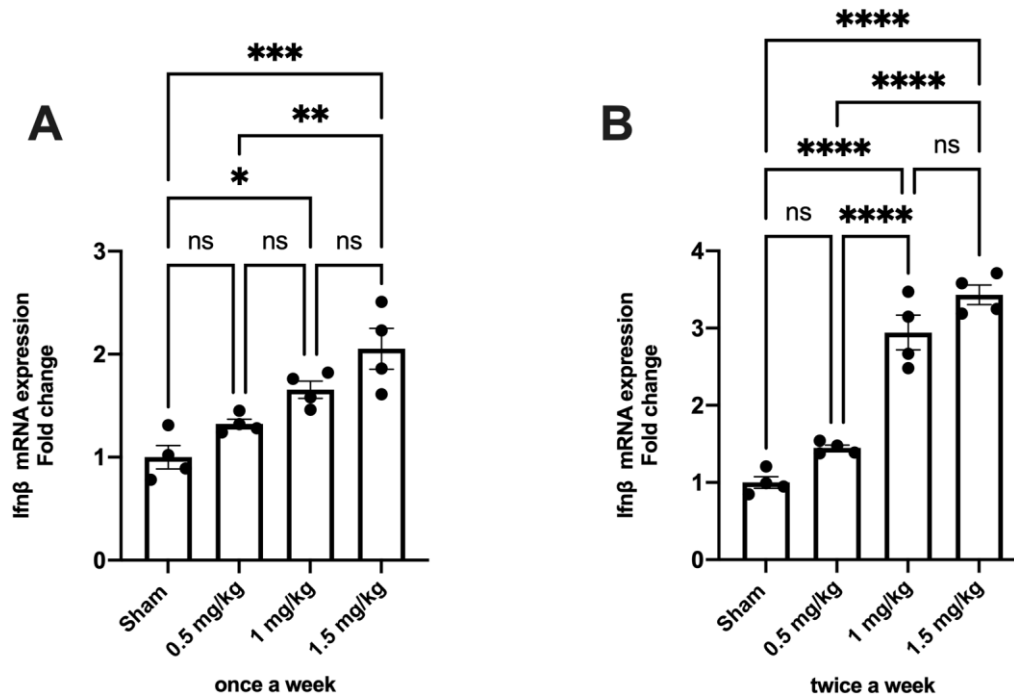 A
***
**
*
ns
ns
ns
3
2
1
0
Ifnβ mRNA expression
Fold change
Sham
0.5 mg/kg
1 mg/kg
1.5 mg/kg
once a week
B
****
****
****
ns
ns
****
4
3
2
1
0
Ifnβ mRNA expression
Fold change
Sham
0.5 mg/kg
1 mg/kg
1.5 mg/kg
twice a week